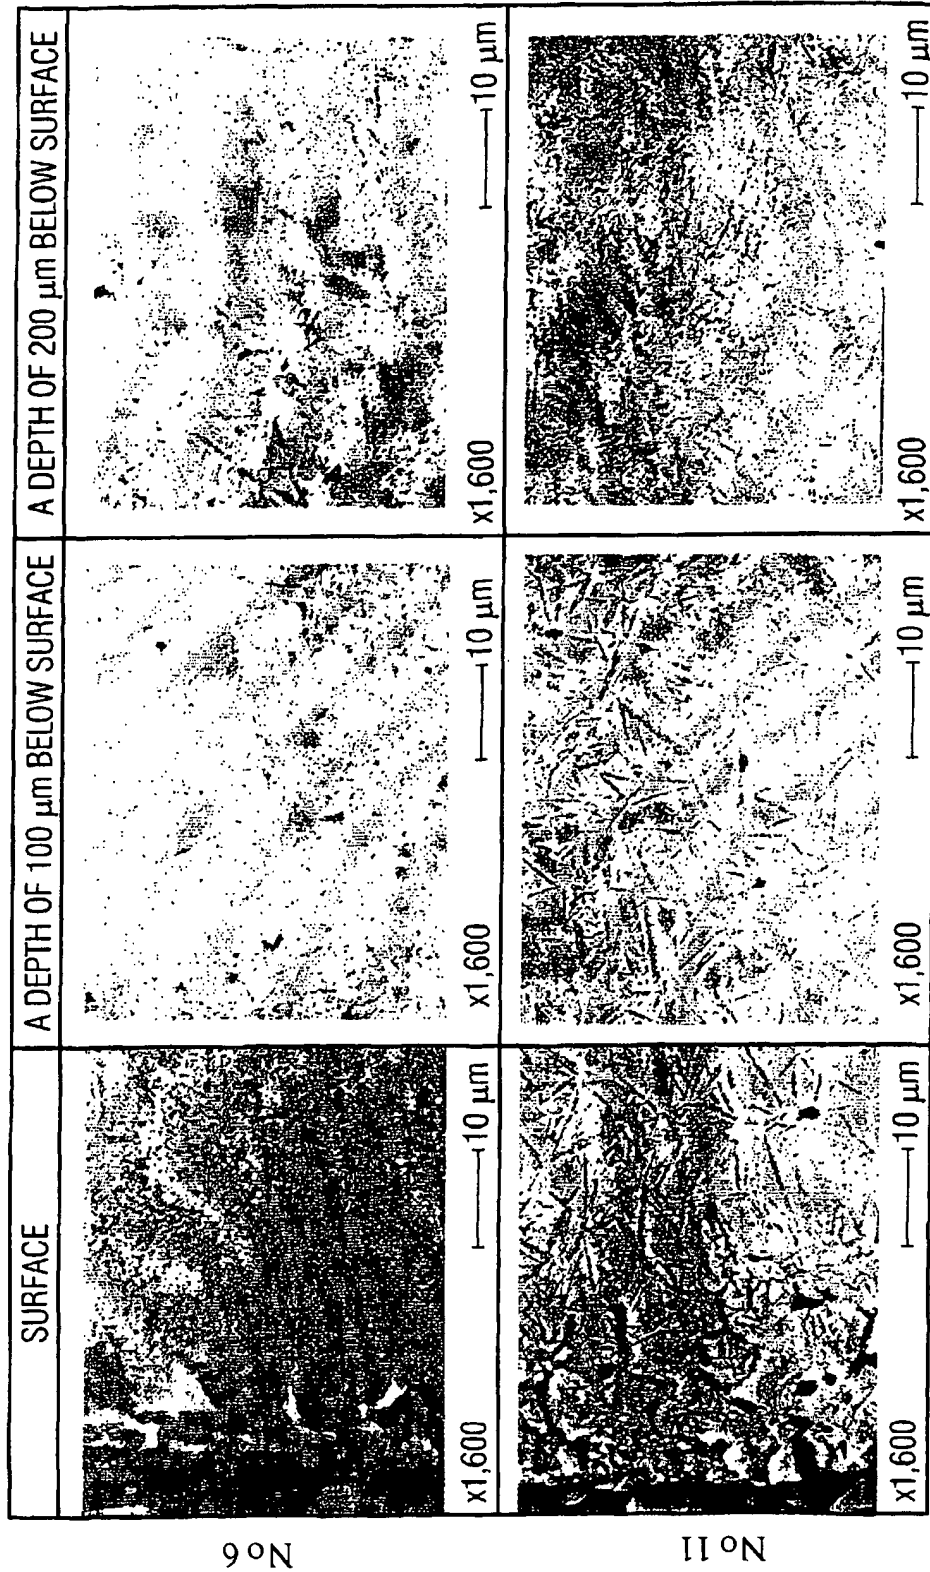 SURFACE
A DEPTH OF 100 μm BELOW SURFACE
A DEPTH OF 200 μm BELOW SURFACE
No 6
x1,600
10 μm
x1,600
10 μm
x1,600
10 μm
No 11
x1,600
10 μm
x1,600
10 μm
x1,600
10 μm